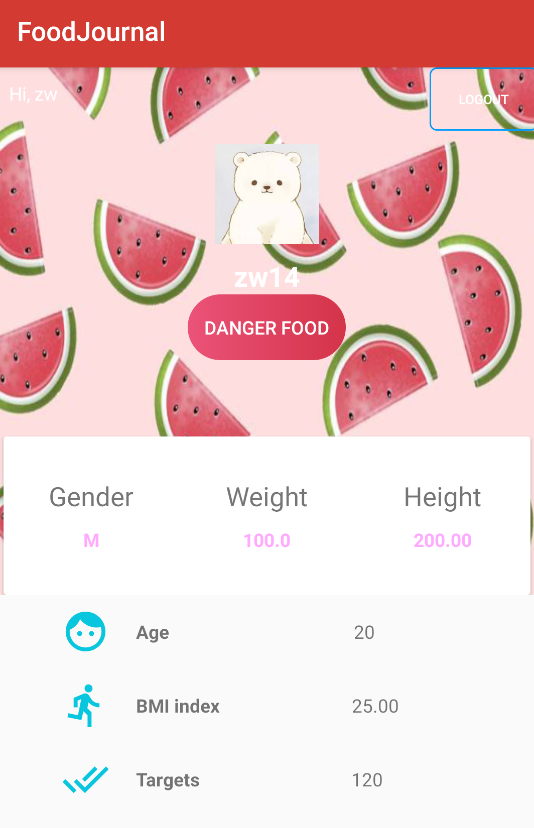 FoodJournal
Hi, zw
LOGOUT
zw14
DANGER FOOD
Gender Weight Height
M 100.0 200.00
Age 20
BMI index 25.00
Targets 120